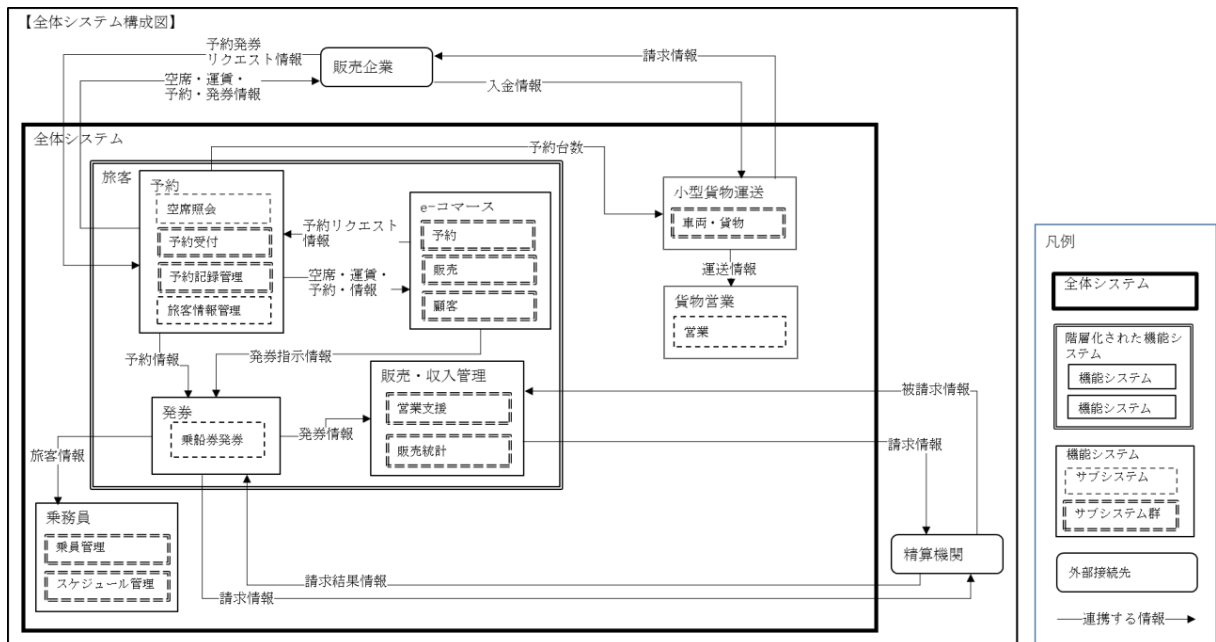 【全体システム構成図】
予約発券
リクエスト情報
販売企業
請求情報
空席・運賃・
予約・発券情報
入金情報
全体システム
予約台数
旅客
予約
空席照会
予約受付
予約記録管理
旅客情報管理
予約リクエスト
情報
空席・運賃・
予約・情報
e-コマース
予約
販売
顧客
小型貨物運送
車両・貨物
運送情報
貨物営業
営業
予約情報
発券指示情報
販売・収入管理
営業支援
販売統計
発券
乗船券発券
発券情報
被請求情報
請求情報
旅客情報
乗務員
乗員管理
スケジュール管理
精算機関
請求結果情報
請求情報
凡例
全体システム
階層化された機能シ
ステム
機能システム
機能システム
機能システム
サブシステム
サブシステム群
外部接続先
連携する情報